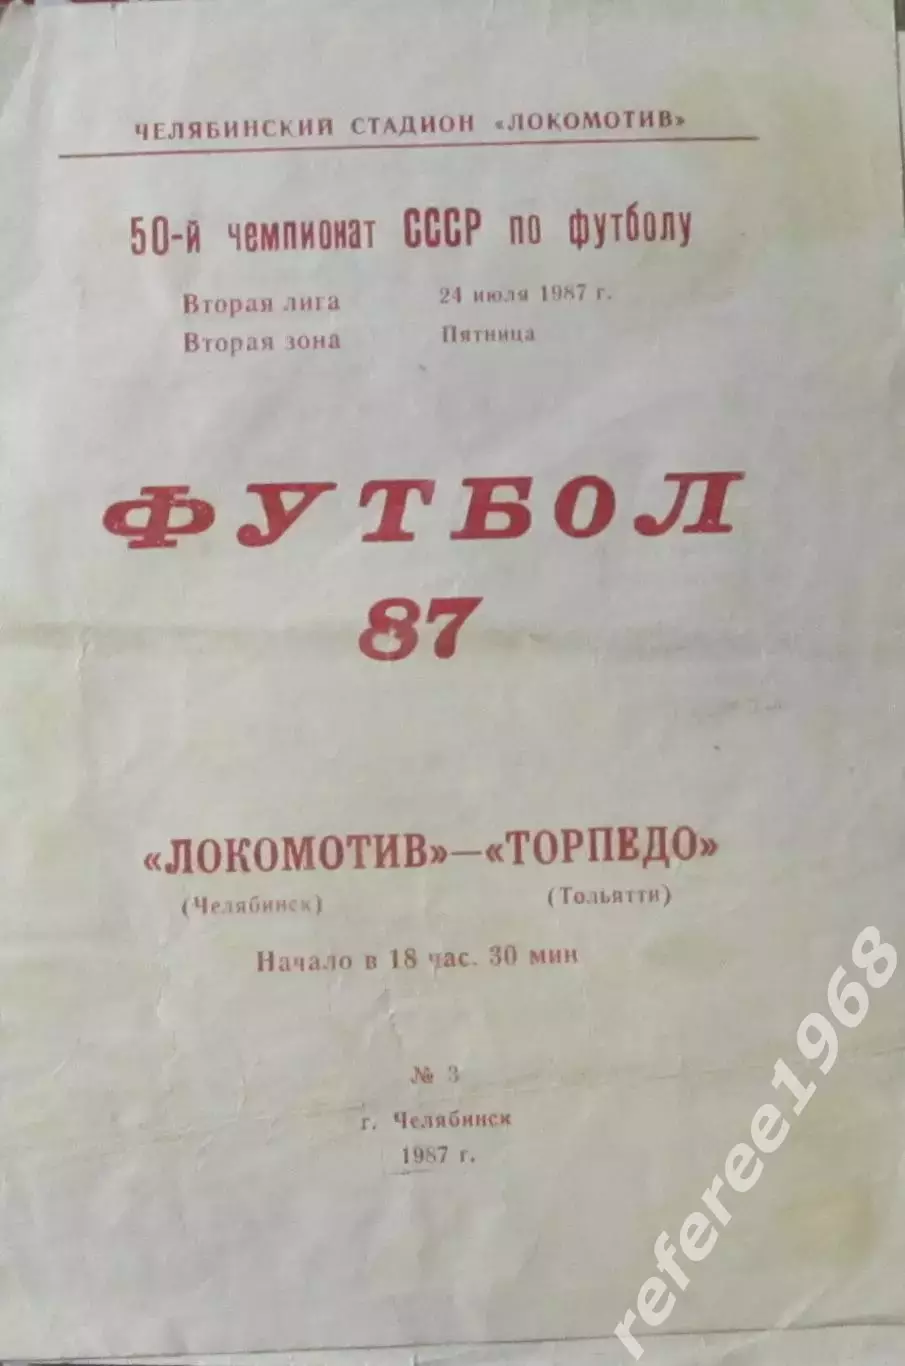 ЧЕЛЯБИНСКИЙ СТАДИОН «ЛОКОМОТИВ»
50-й чемпионат СССР по футболу
Вторая лига 24 июля 1987 г.
Вторая зона Пятница
ФУТБОЛ
87
«ЛОКОМОТИВ»—«ТОРПЕДО»
(Челябинск) (Тольятти)
Начало в 18 час. 30 мин
№ 3
г. Челябинск
1987 г.
referee1968